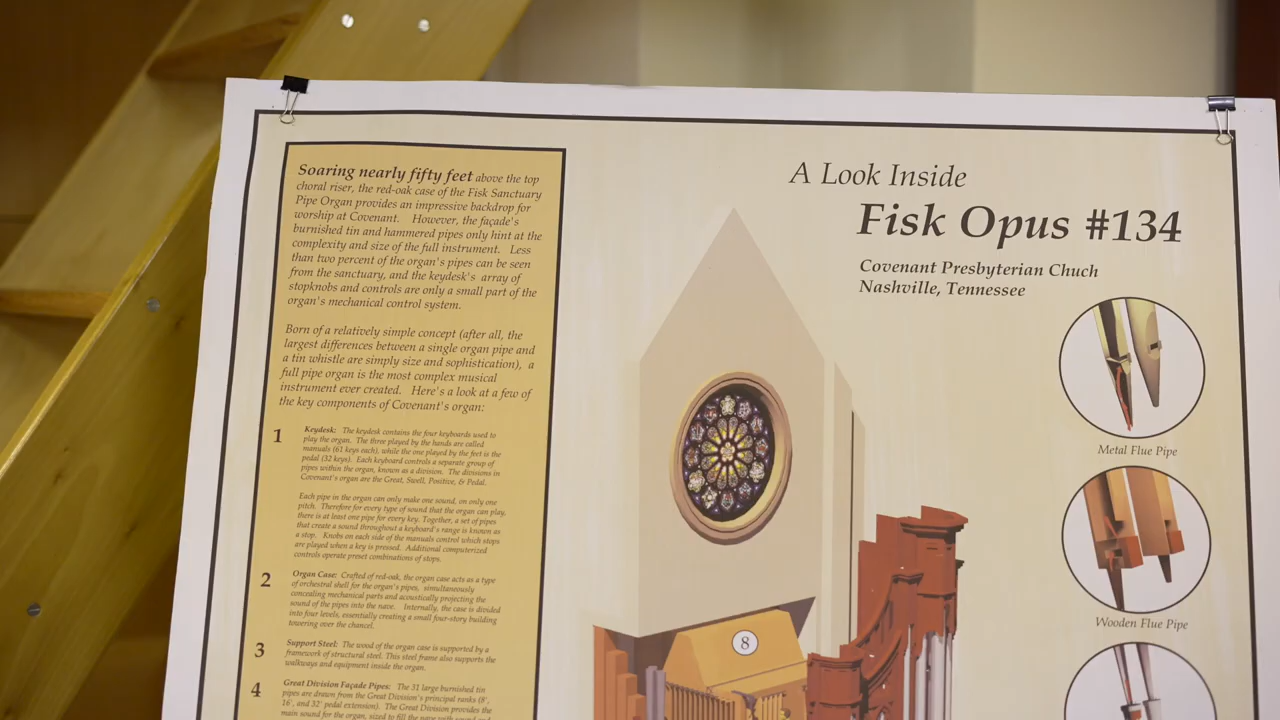 Soaring nearly fifty feet above the top
choral riser, the red-oak case of the Fisk Sanctuary
Pipe Organ provides an impressive backdrop for
worship at Covenant. However, the façade's
burnished tin and hammered pipes only hint at the
complexity and size of the full instrument. Less
than two percent of the organ's pipes can be seen
from the sanctuary, and the keydesk's array of
stopknobs and controls are only a small part of the
organ's mechanical control system.
Born of a relatively simple concept (after all, the
largest differences between a single organ pipe and
a tin whistle are simply size and sophistication), a
full pipe organ is the most complex musical
instrument ever created. Here's a look at a few of
the key components of Covenant's organ:
1 Keydesk: The keydesk contains the four keyboards used to
play the organ. The three played by the hands are called
manuals (61 keys each), while the one played by the feet is the
pedal (32 keys). Each keyboard controls a separate group of
pipes within the organ, known as a division. The divisions in
Covenant's organ are the Great, Swell, Positive, & Pedal.
Each pipe in the organ can only make one sound, on only one
pitch. Therefore for every type of sound that the organ can play,
there is at least one pipe for every key. Together, a set of pipes
that create a sound throughout a keyboard's range is known as
a stop. Knobs on each side of the manuals control which stops
are played when a key is pressed. Additional computerized
controls operate preset combinations of stops.
2 Organ Case: Crafted of red-oak, the organ case acts as a type
of orchestral shell for the organ's pipes, simultaneously
concealing mechanical parts and acoustically projecting the
sound of the pipes into the nave. Internally, the case is divided
into four levels, essentially creating a small four-story building
towering over the chancel.
3 Support Steel: The wood of the organ case is supported by a
framework of structural steel. This steel frame also supports the
walkways and equipment inside the organ.
4 Great Division Façade Pipes: The 31 large burnished tin
pipes are drawn from the Great Division's principal ranks (8',
16', and 32' pedal extension). The Great Division provides the
main sound for the organ, sized to fill the nave with sound and
A Look Inside
Fisk Opus #134
Covenant Presbyterian Chuch
Nashville, Tennessee
Metal Flue Pipe
Wooden Flue Pipe
8